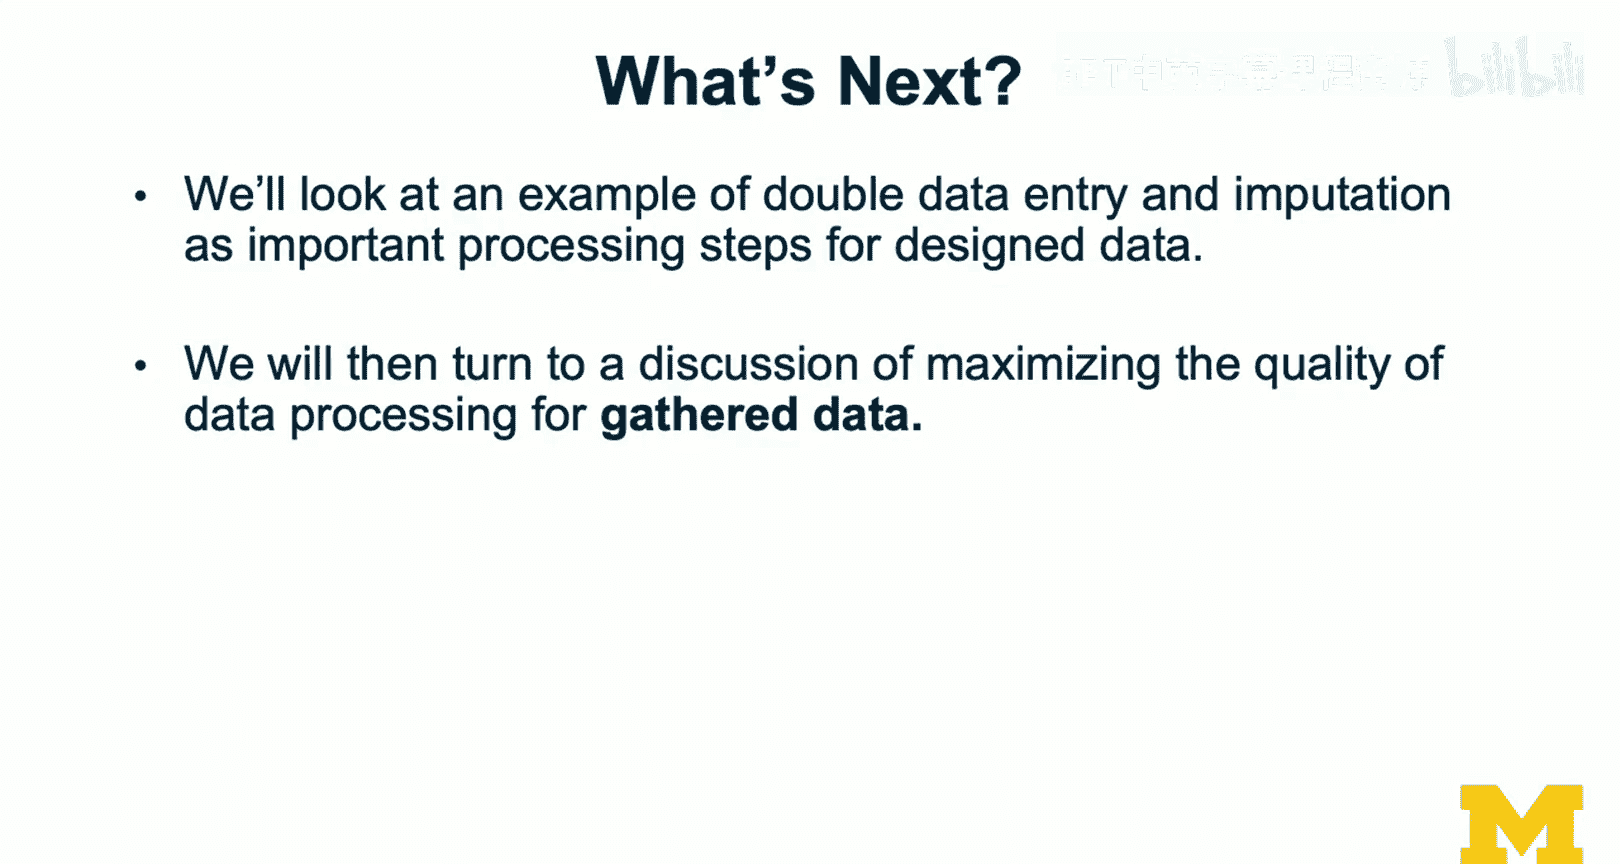 What’s Next?
bilibili
• We’ll look at an example of double data entry and imputation
as important processing steps for designed data.
• We will then turn to a discussion of maximizing the quality of
data processing for gathered data.
M